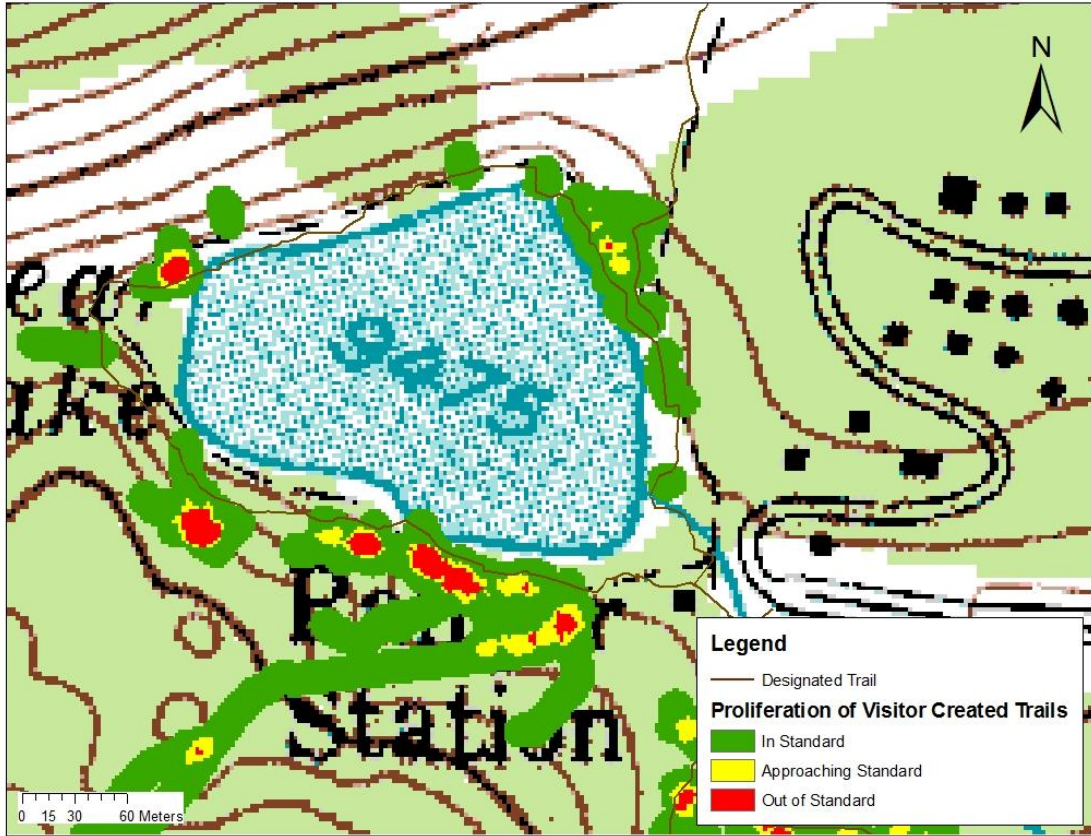 N
9475
Station
0 15 30 60 Meters
Legend
Designated Trail
Proliferation of Visitor Created Trails
In Standard
Approaching Standard
Out of Standard